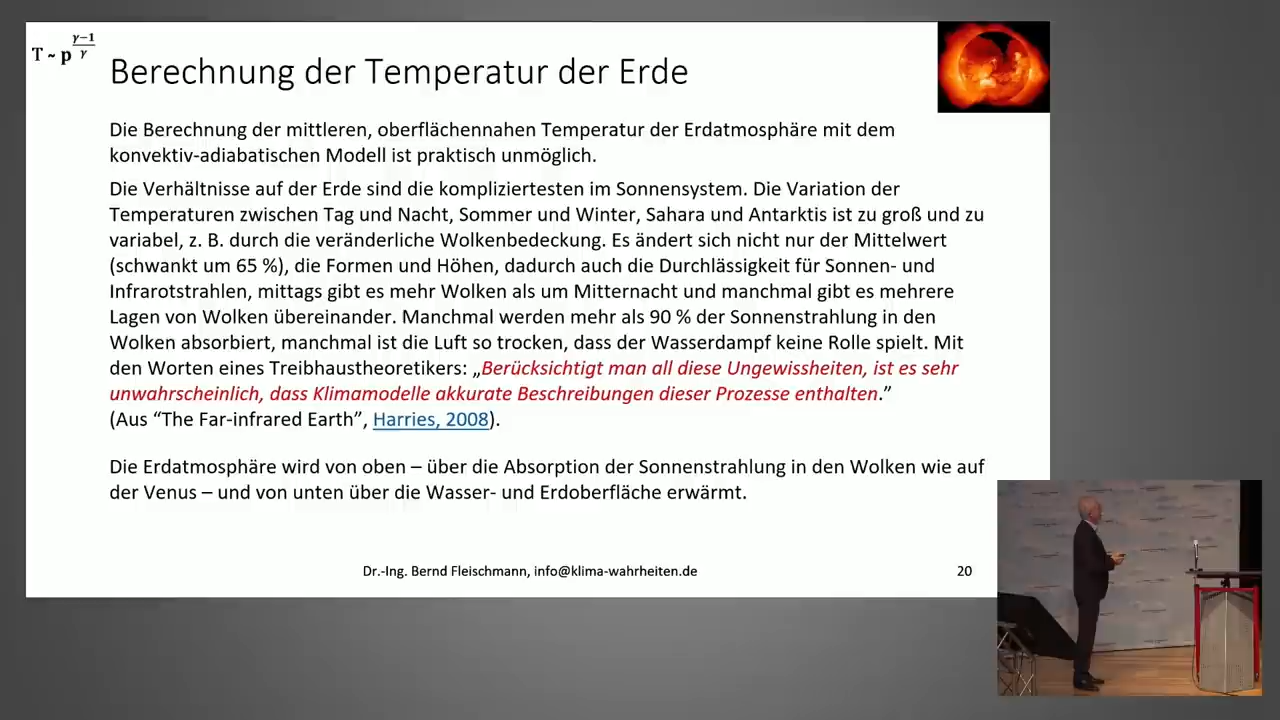 T ~ p^((γ−1)/γ)
Berechnung der Temperatur der Erde
Die Berechnung der mittleren, oberflächennahen Temperatur der Erdatmosphäre mit dem
konvektiv-adiabatischen Modell ist praktisch unmöglich.
Die Verhältnisse auf der Erde sind die kompliziertesten im Sonnensystem. Die Variation der
Temperaturen zwischen Tag und Nacht, Sommer und Winter, Sahara und Antarktis ist zu groß und zu
variabel, z. B. durch die veränderliche Wolkenbedeckung. Es ändert sich nicht nur der Mittelwert
(schwankt um 65 %), die Formen und Höhen, dadurch auch die Durchlässigkeit für Sonnen- und
Infrarotstrahlen, mittags gibt es mehr Wolken als um Mitternacht und manchmal gibt es mehrere
Lagen von Wolken übereinander. Manchmal werden mehr als 90 % der Sonnenstrahlung in den
Wolken absorbiert, manchmal ist die Luft so trocken, dass der Wasserdampf keine Rolle spielt. Mit
den Worten eines Treibhaustheoretikers: „Berücksichtigt man all diese Ungewissheiten, ist es sehr
unwahrscheinlich, dass Klimamodelle akkurate Beschreibungen dieser Prozesse enthalten.”
(Aus “The Far-infrared Earth”, Harries, 2008).
Die Erdatmosphäre wird von oben – über die Absorption der Sonnenstrahlung in den Wolken wie auf
der Venus – und von unten über die Wasser- und Erdoberfläche erwärmt.
Dr.-Ing. Bernd Fleischmann, info@klima-wahrheiten.de
20